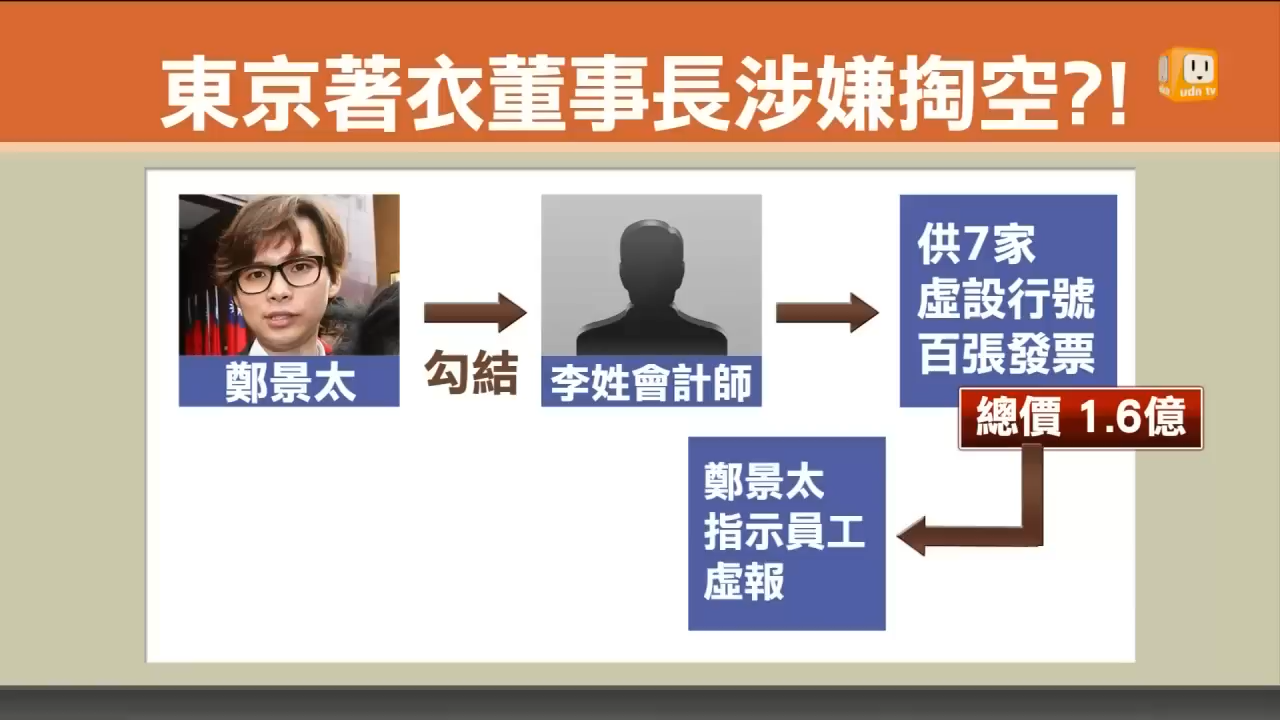 東京著衣董事長涉嫌掏空?!
udn tv
鄭景太
勾結
李姓會計師
供7家
虛設行號
百張發票
總價 1.6億
鄭景太
指示員工
虛報